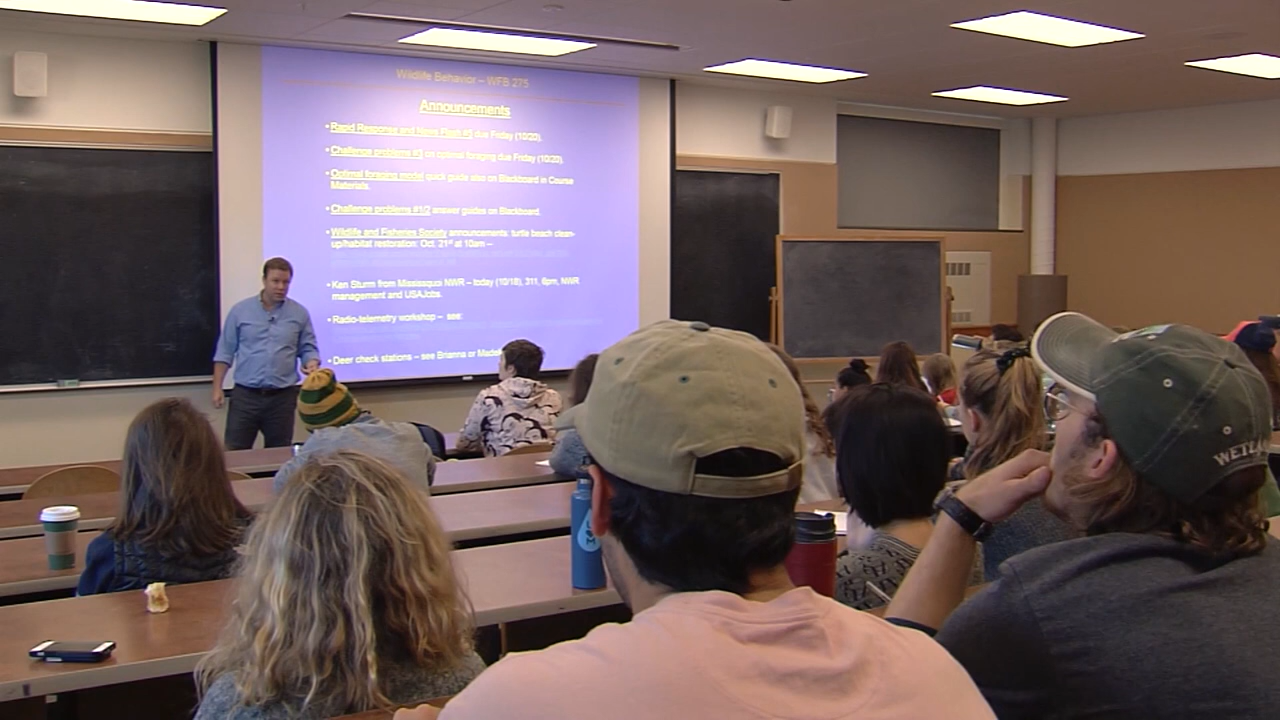 Wildlife Behavior – WFB 275
Announcements
• Rapid Response and News Flash #3 due Friday (10/20).
• Challenge problems #3 on optimal foraging due Friday (10/20).
• Optimal foraging model quick guide also on Blackboard in Course
Materials.
• Challenge problems #1/2 answer guides on Blackboard.
• Wildlife and Fisheries Society announcements: turtle beach clean-
up/habitat restoration: Oct. 21st at 10am –
• Ken Sturm from Missisquoi NWR – today (10/18), 311, 6pm, NWR
management and USAJobs.
• Radio-telemetry workshop – see:
• Deer check stations – see Brianna or Made
WETLA